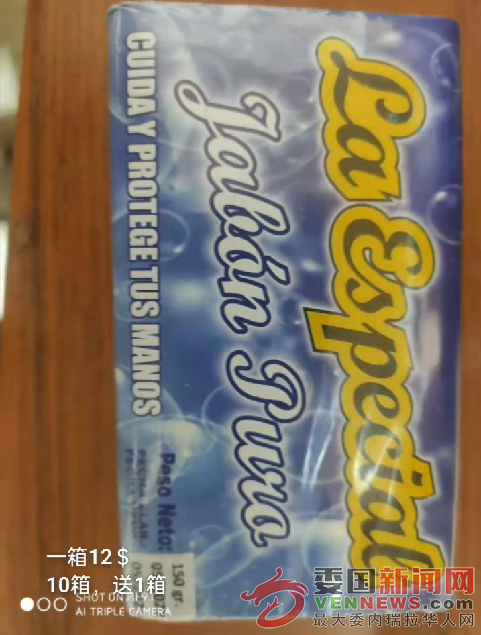 La Especial
Jabón Puro
CUIDA Y PROTEGE TUS MANOS
Peso Neto:
150 gr
一箱12＄
10箱，送1箱
SHOT ON
AI TRIPLE CAMERA
委国新闻网
VENNEWS.COM
最大委内瑞拉华人网